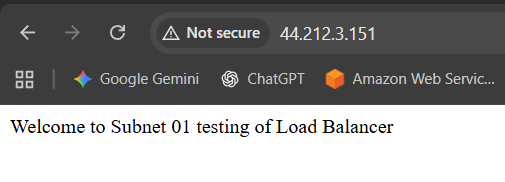 Not secure 44.212.3.151
Google Gemini ChatGPT Amazon Web Servic...
Welcome to Subnet 01 testing of Load Balancer